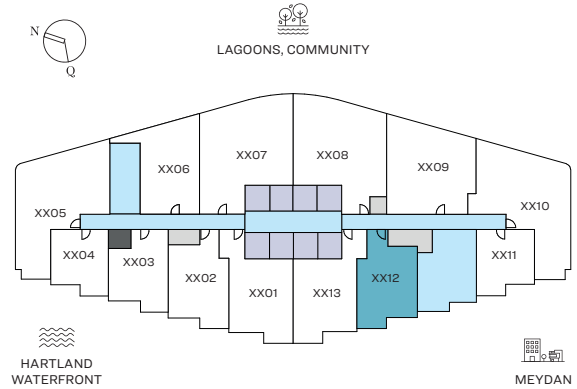 N
Q
LAGOONS, COMMUNITY
XX07
XX08
XX06
XX09
XX05
XX10
XX04
XX03
XX02
XX01
XX13
XX12
XX11
HARTLAND
WATERFRONT
MEYDAN